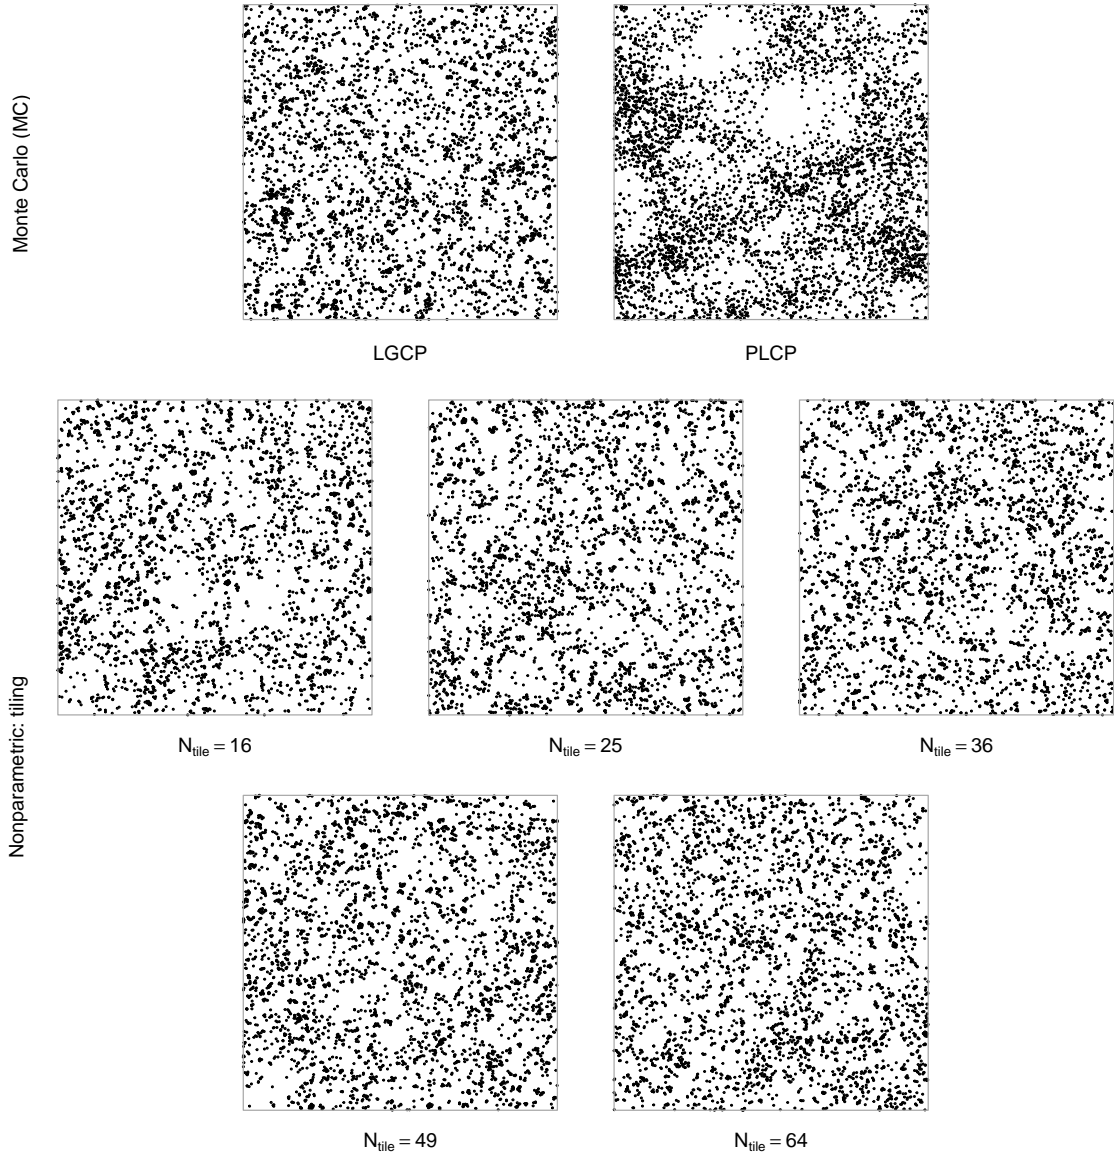 Monte Carlo (MC)
LGCP
PLCP
Nonparametric: tiling
N_tile = 16
N_tile = 25
N_tile = 36
N_tile = 49
N_tile = 64